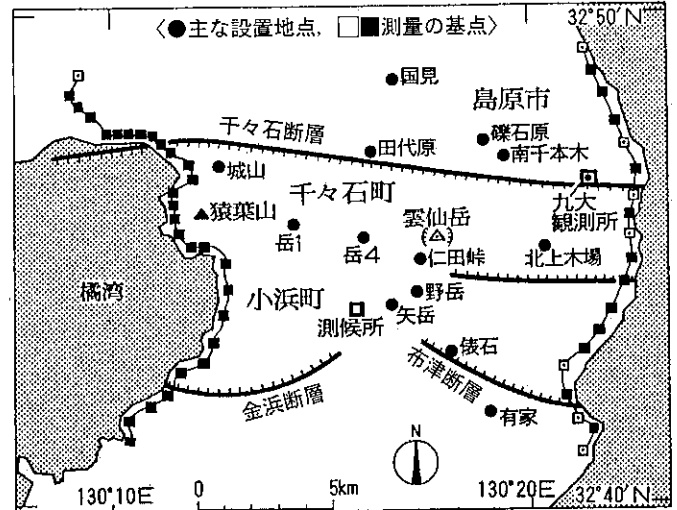 〈●主な設置地点, □■測量の基点〉
32°50′N
国見
島原市
千々石断層
礫石原
田代原
南千本木
城山
千々石町
九大
観測所
猿葉山
雲仙岳
岳1
岳4
仁田峠
北上木場
橘湾
小浜町
野岳
測候所
矢岳
俵石
金浜断層
布津断層
有家
N
130°10′E
0
5km
130°20′E
32°40′N